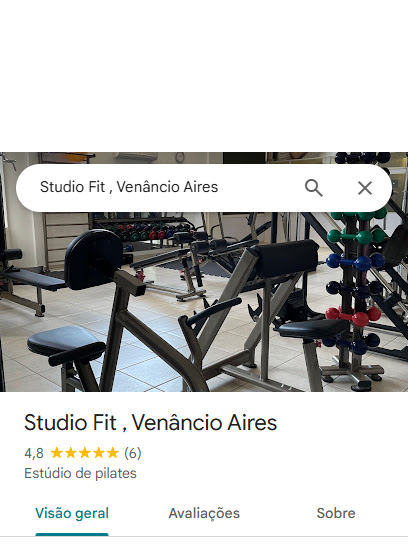 Studio Fit , Venâncio Aires
Studio Fit , Venâncio Aires
4,8 (6)
Estúdio de pilates
Visão geral Avaliações Sobre